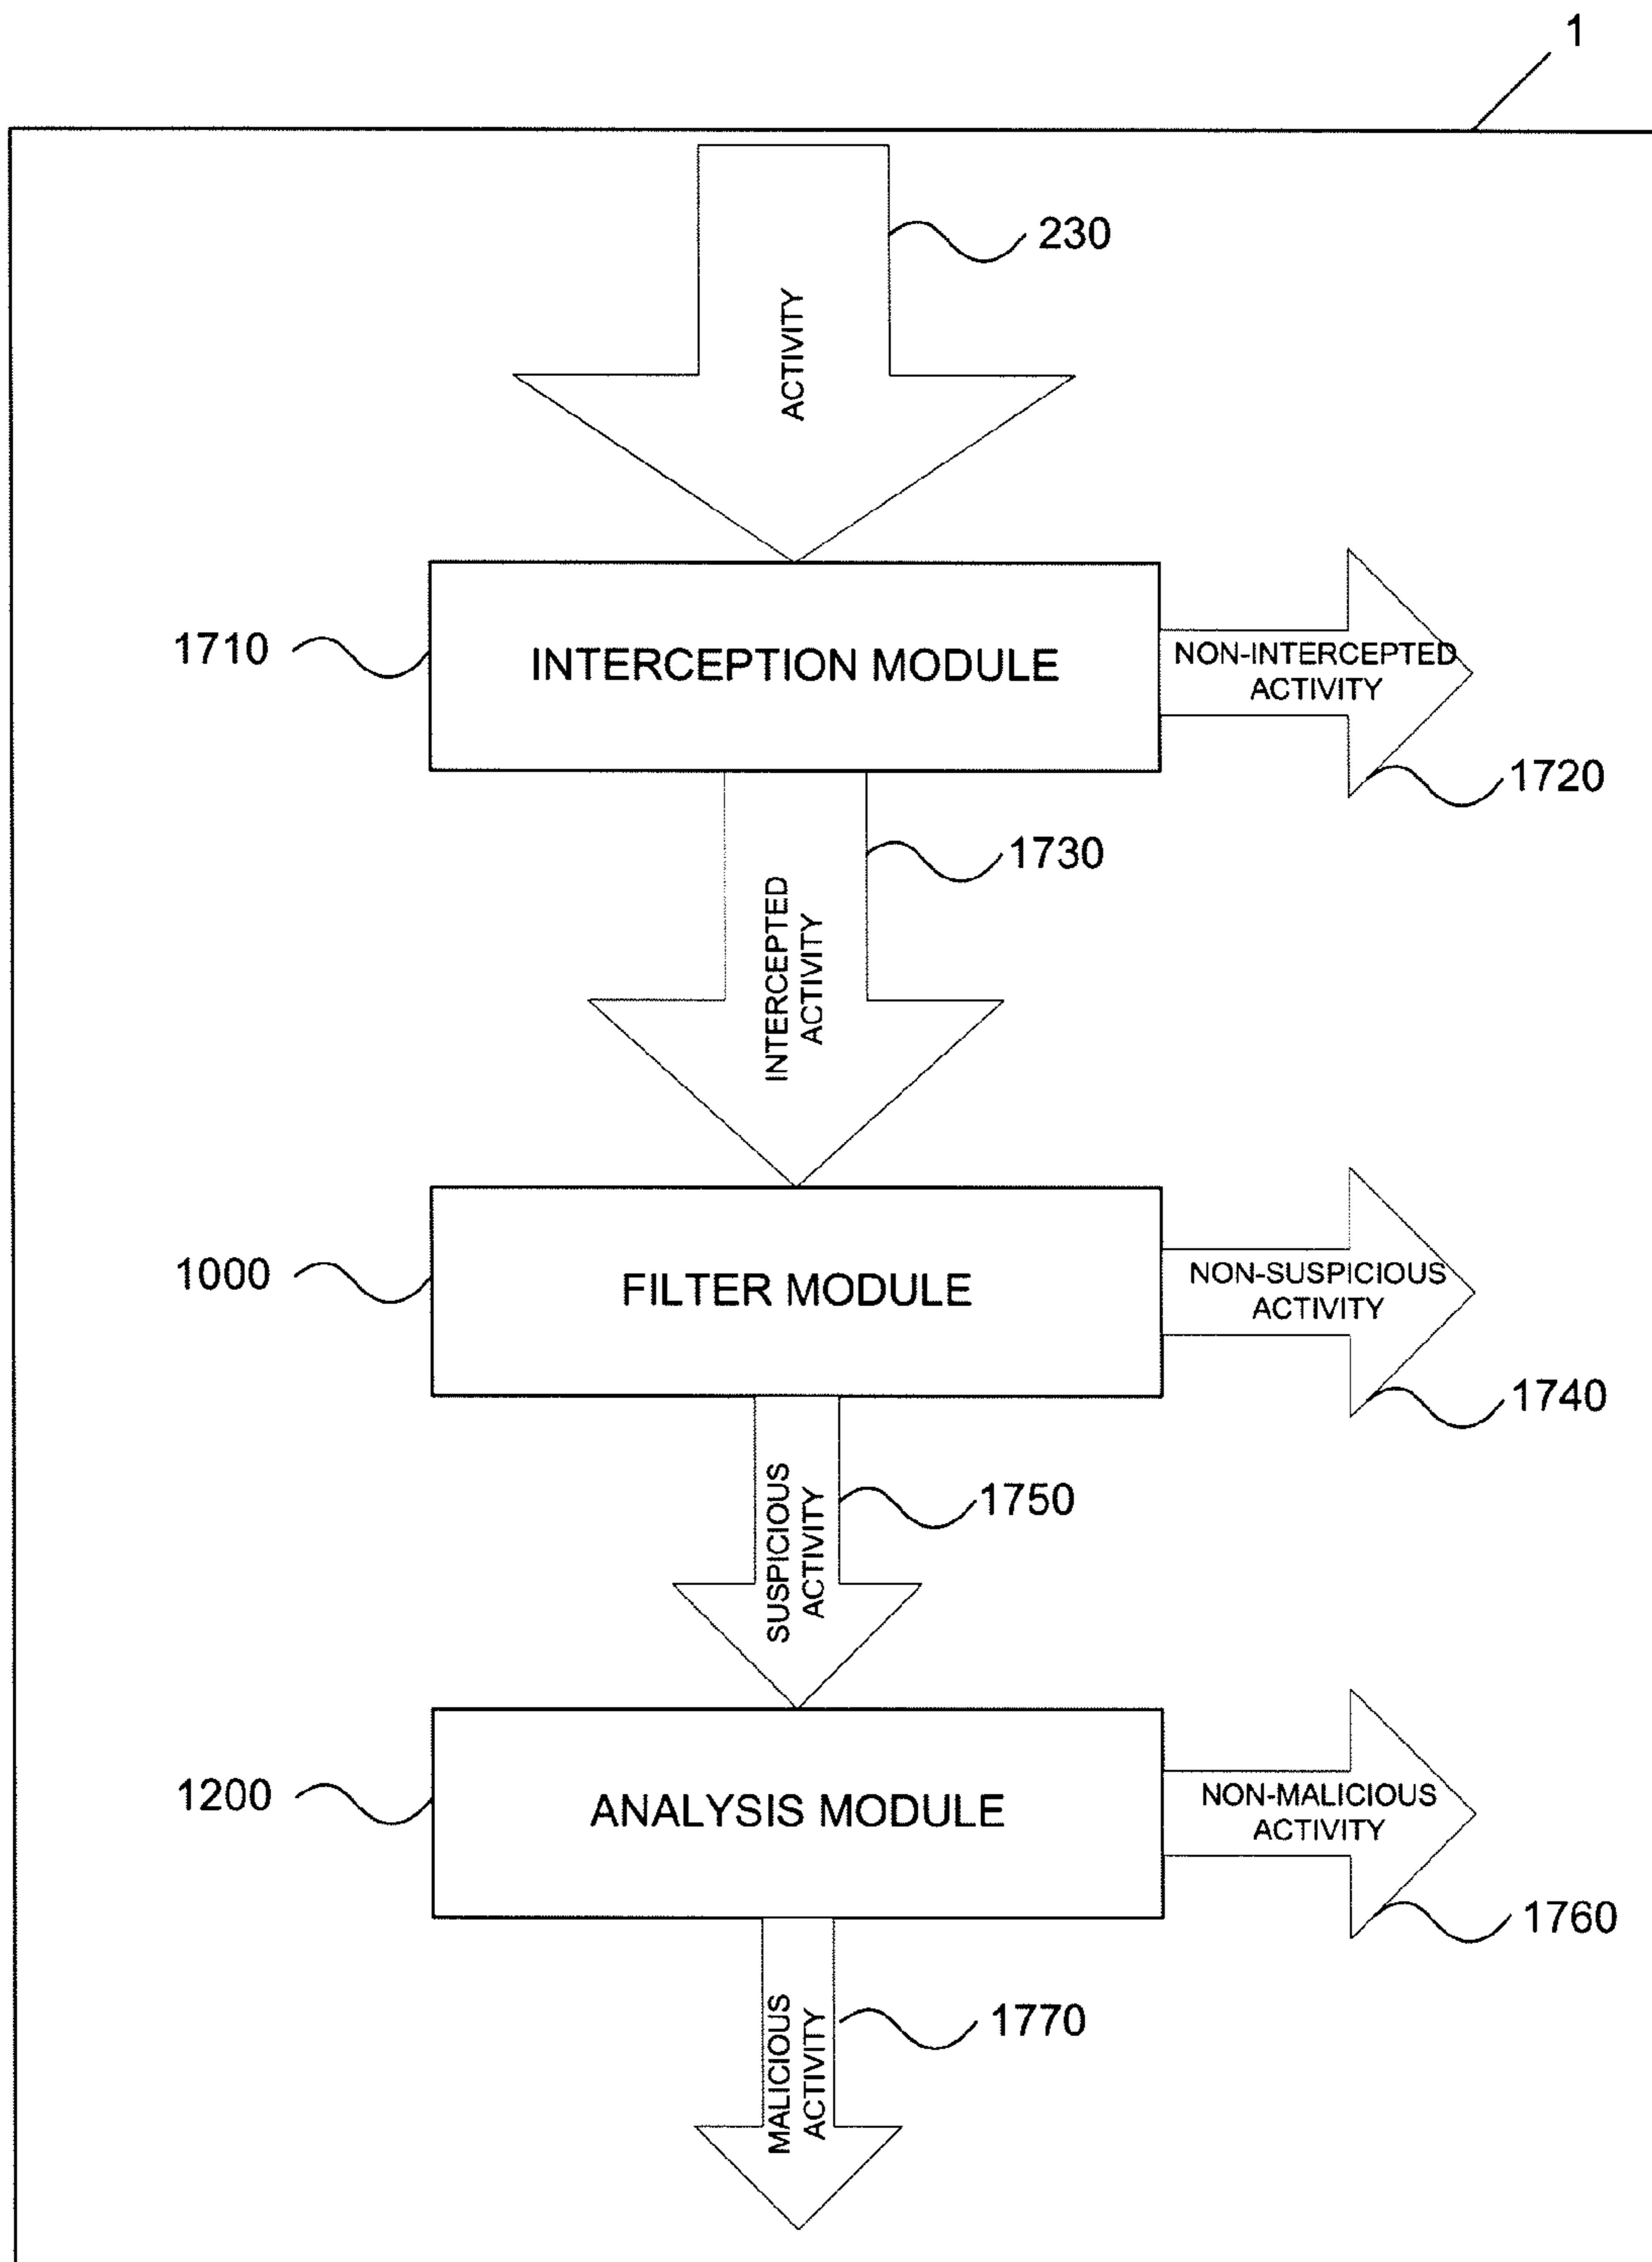 1
230
ACTIVITY
1710
INTERCEPTION MODULE
NON-INTERCEPTED
ACTIVITY
1720
1730
INTERCEPTED
ACTIVITY
1000
FILTER MODULE
NON-SUSPICIOUS
ACTIVITY
1740
1750
SUSPICIOUS
ACTIVITY
1200
ANALYSIS MODULE
NON-MALICIOUS
ACTIVITY
1760
1770
MALICIOUS
ACTIVITY